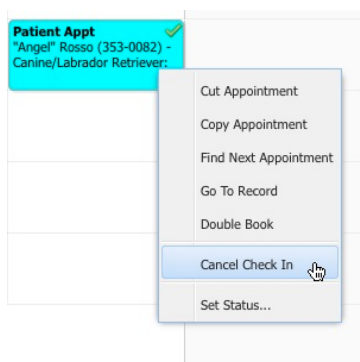 Patient Appt
"Angel" Rosso (353-0082) -
Canine/Labrador Retriever:
Cut Appointment
Copy Appointment
Find Next Appointment
Go To Record
Double Book
Cancel Check In
Set Status...